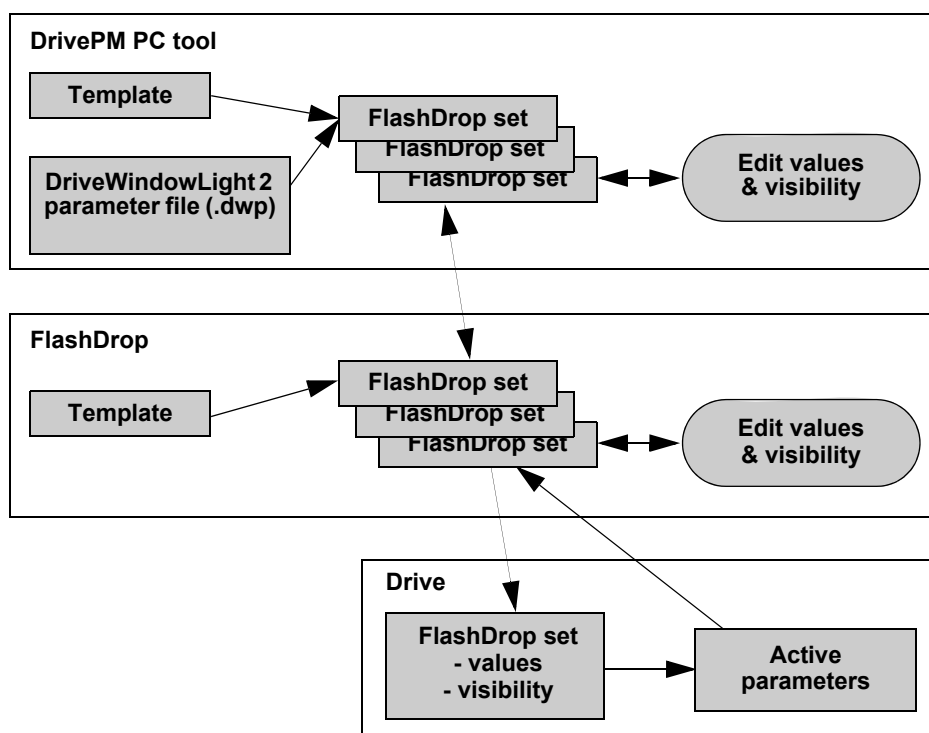 DrivePM PC tool
Template
FlashDrop set
FlashDrop set
FlashDrop set
DriveWindowLight 2
parameter file (.dwp)
Edit values
& visibility
FlashDrop
Template
FlashDrop set
FlashDrop set
FlashDrop set
Edit values
& visibility
Drive
FlashDrop set
- values
- visibility
Active
parameters